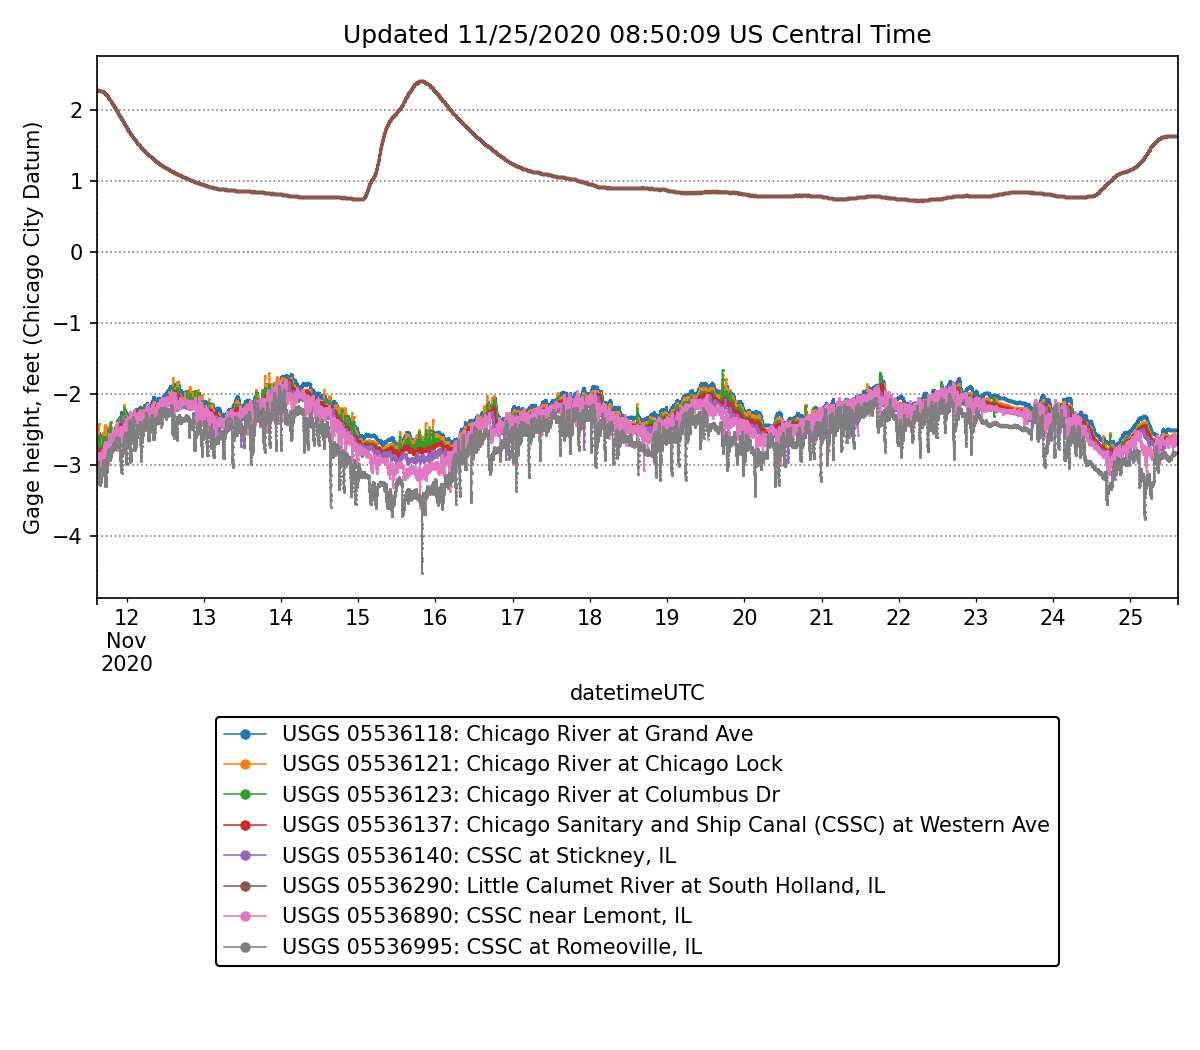 Updated 11/25/2020 08:50:09 US Central Time
Gage height, feet (Chicago City Datum)
2
1
0
−1
−2
−3
−4
12 13 14 15 16 17 18 19 20 21 22 23 24 25
Nov
2020
datetimeUTC
USGS 05536118: Chicago River at Grand Ave
USGS 05536121: Chicago River at Chicago Lock
USGS 05536123: Chicago River at Columbus Dr
USGS 05536137: Chicago Sanitary and Ship Canal (CSSC) at Western Ave
USGS 05536140: CSSC at Stickney, IL
USGS 05536290: Little Calumet River at South Holland, IL
USGS 05536890: CSSC near Lemont, IL
USGS 05536995: CSSC at Romeoville, IL